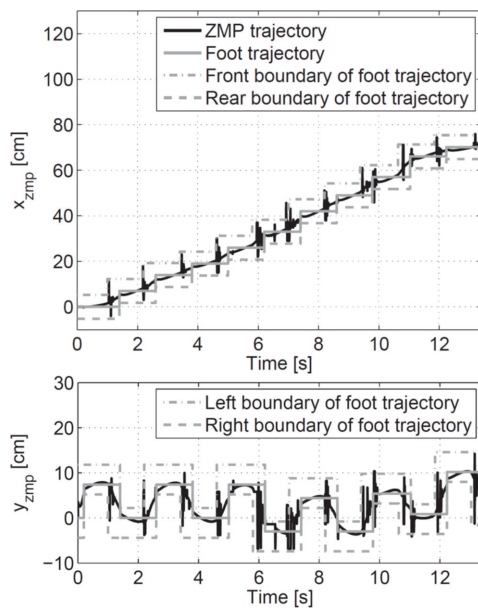 120
100
80
60
40
20
0
x_zmp [cm]
ZMP trajectory
Foot trajectory
Front boundary of foot trajectory
Rear boundary of foot trajectory
0 2 4 6 8 10 12
Time [s]
30
20
10
0
−10
y_zmp [cm]
Left boundary of foot trajectory
Right boundary of foot trajectory
0 2 4 6 8 10 12
Time [s]